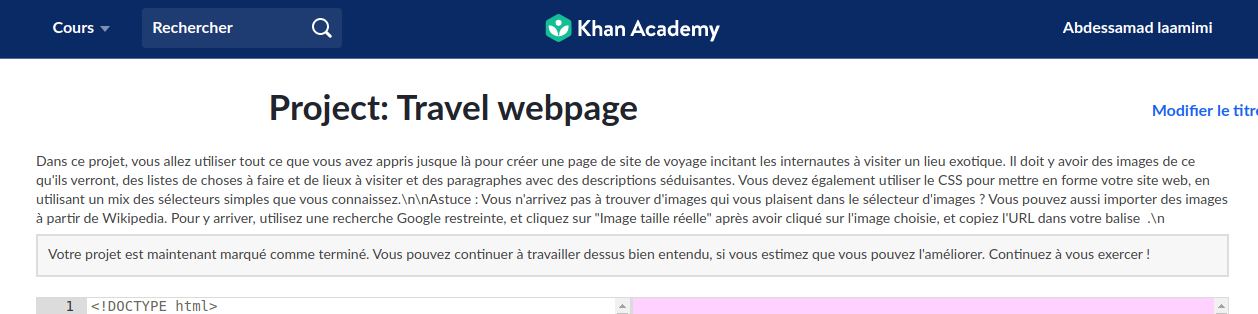 Cours
Rechercher
Khan Academy
Abdessamad laamimi
Project: Travel webpage
Modifier le titre
Dans ce projet, vous allez utiliser tout ce que vous avez appris jusque là pour créer une page de site de voyage incitant les internautes à visiter un lieu exotique. Il doit y avoir des images de ce
qu'ils verront, des listes de choses à faire et de lieux à visiter et des paragraphes avec des descriptions séduisantes. Vous devez également utiliser le CSS pour mettre en forme votre site web, en
utilisant un mix des sélecteurs simples que vous connaissez.\n\nAstuce : Vous n'arrivez pas à trouver d'images qui vous plaisent dans le sélecteur d'images ? Vous pouvez aussi importer des images
à partir de Wikipedia. Pour y arriver, utilisez une recherche Google restreinte, et cliquez sur "Image taille réelle" après avoir cliqué sur l'image choisie, et copiez l'URL dans votre balise .\n
Votre projet est maintenant marqué comme terminé. Vous pouvez continuer à travailler dessus bien entendu, si vous estimez que vous pouvez l'améliorer. Continuez à vous exercer !
1 <!DOCTYPE html>